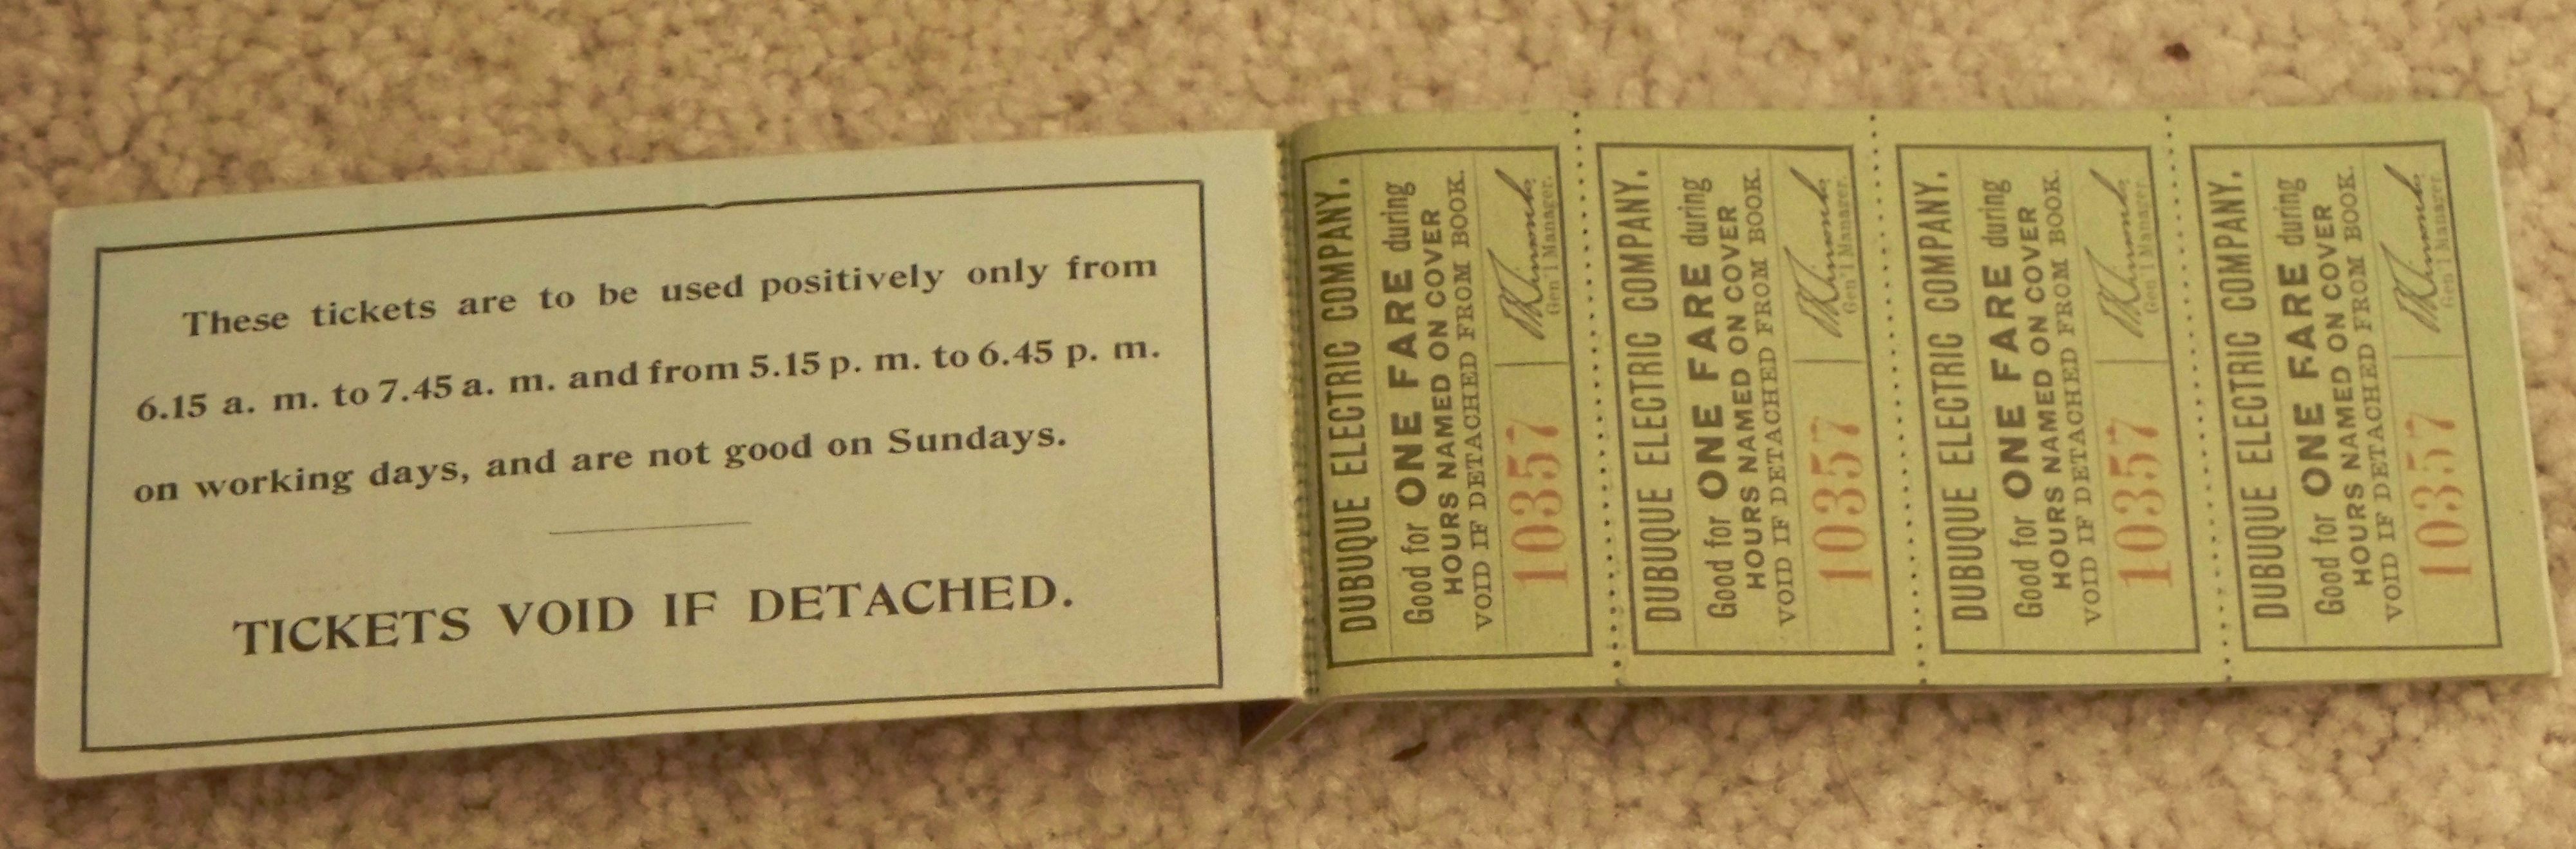 These tickets are to be used positively only from
6.15 a. m. to 7.45 a. m. and from 5.15 p. m. to 6.45 p. m.
on working days, and are not good on Sundays.
TICKETS VOID IF DETACHED.
DUBUQUE ELECTRIC COMPANY.
Good for ONE FARE during
HOURS NAMED ON COVER
VOID IF DETACHED FROM BOOK.
10357
Gen'l Manager.
DUBUQUE ELECTRIC COMPANY.
Good for ONE FARE during
HOURS NAMED ON COVER
VOID IF DETACHED FROM BOOK.
10357
Gen'l Manager.
DUBUQUE ELECTRIC COMPANY.
Good for ONE FARE during
HOURS NAMED ON COVER
VOID IF DETACHED FROM BOOK.
10357
Gen'l Manager.
DUBUQUE ELECTRIC COMPANY.
Good for ONE FARE during
HOURS NAMED ON COVER
VOID IF DETACHED FROM BOOK.
10357
Gen'l Manager.